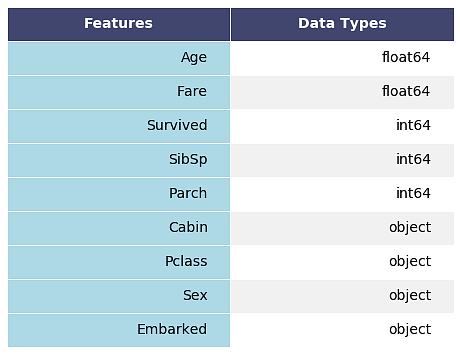 Features Data Types
Age float64
Fare float64
Survived int64
SibSp int64
Parch int64
Cabin object
Pclass object
Sex object
Embarked object